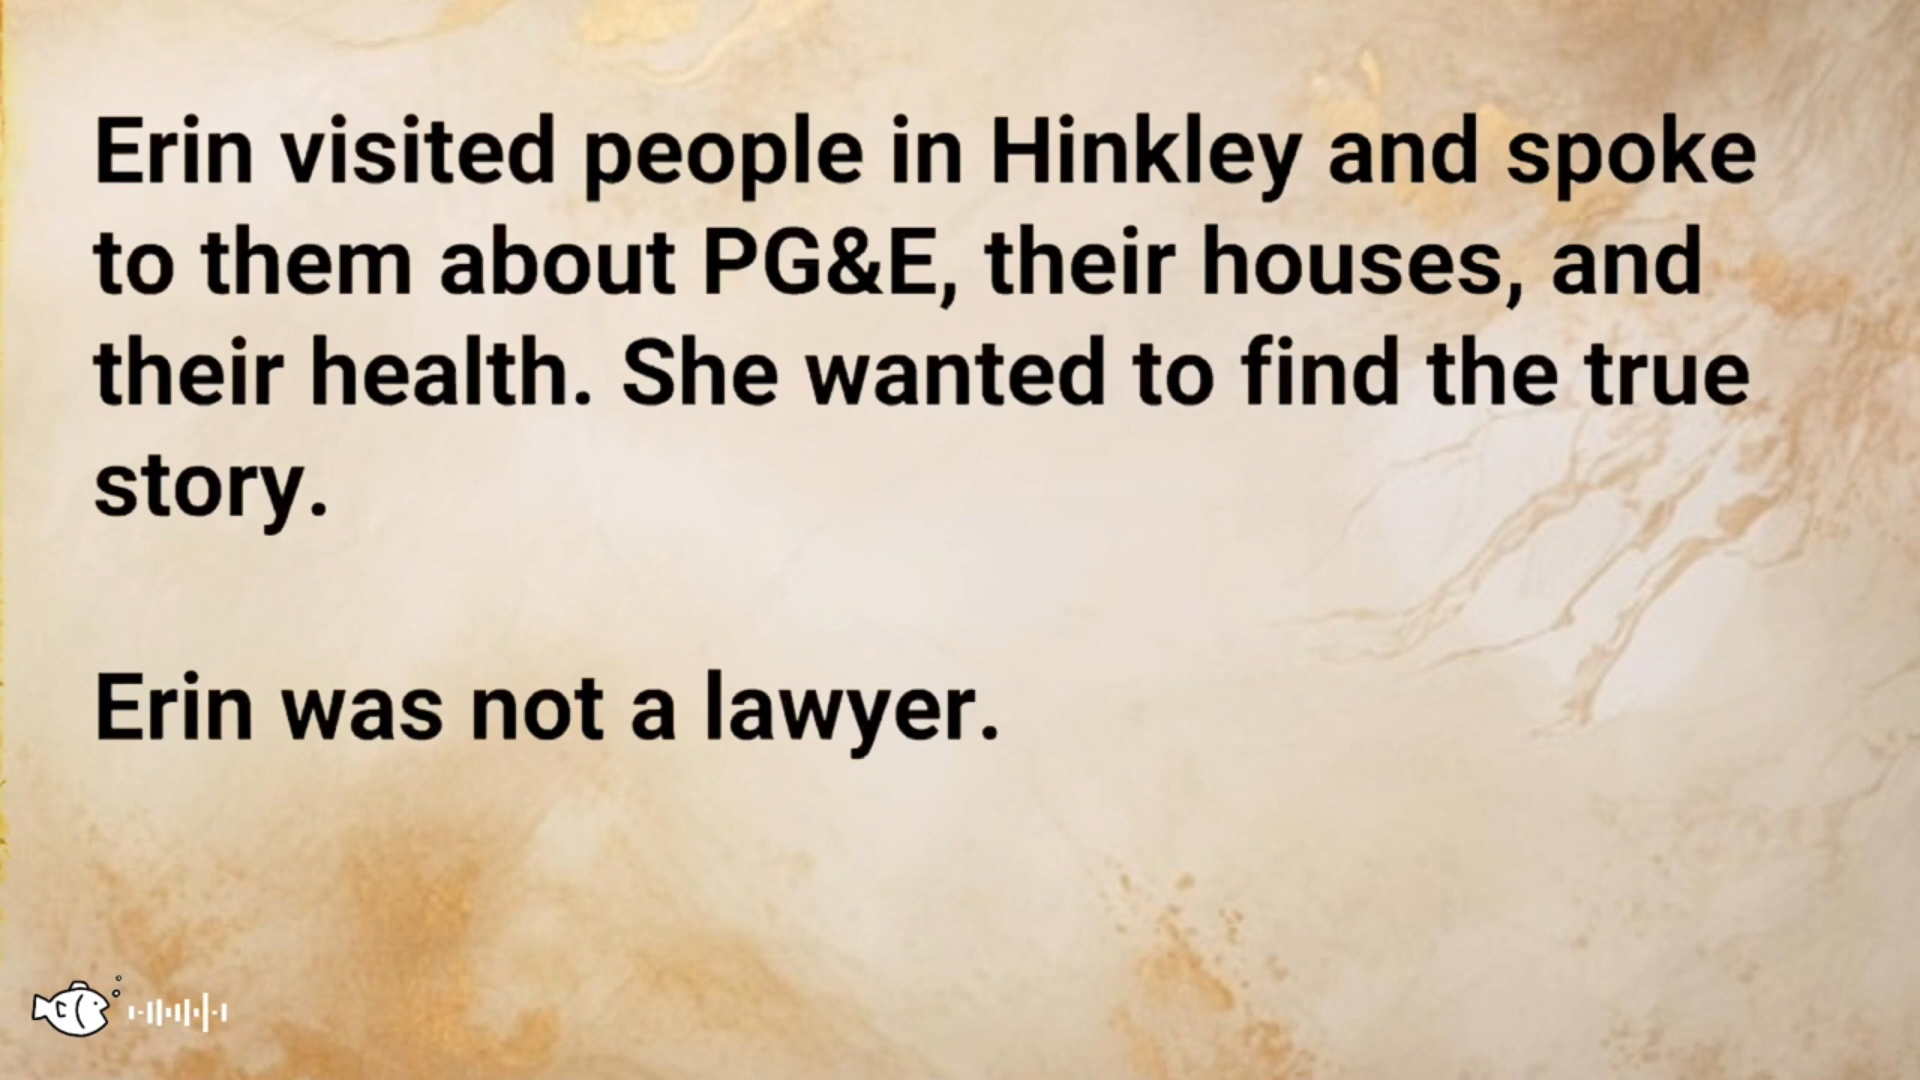 Erin visited people in Hinkley and spoke
to them about PG&E, their houses, and
their health. She wanted to find the true
story.
Erin was not a lawyer.